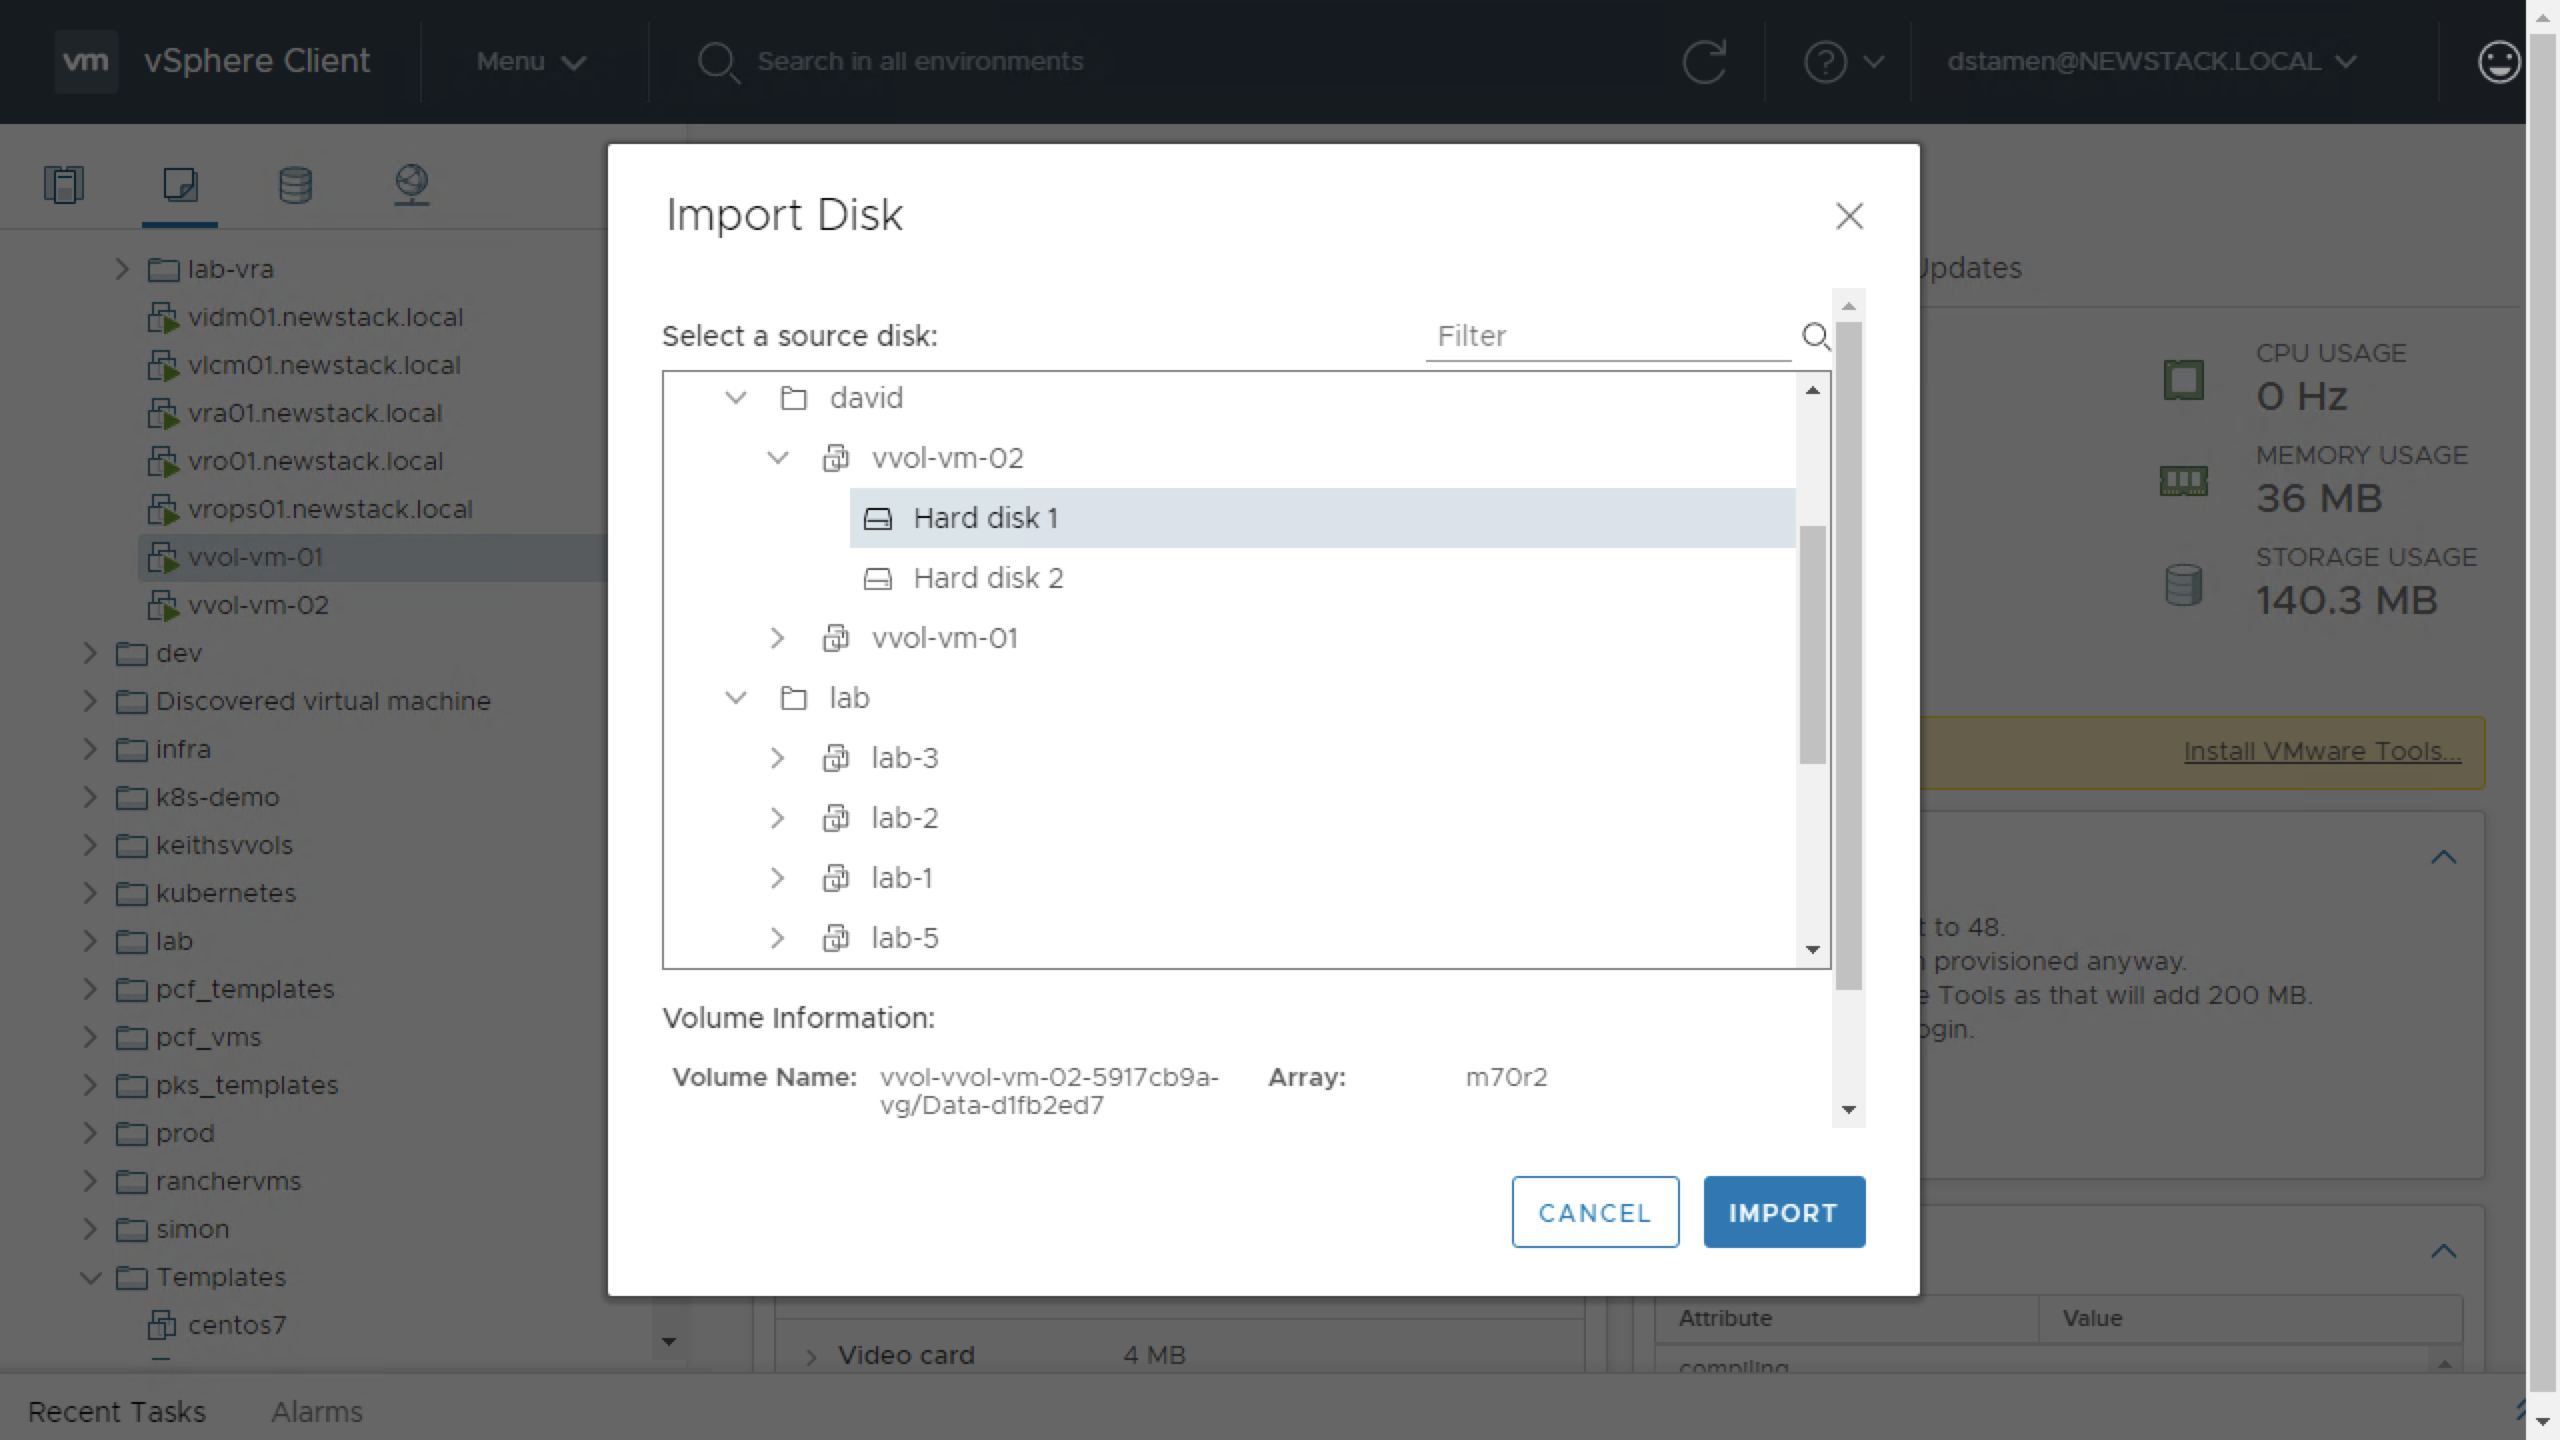 vm vSphere Client Menu Search in all environments dstamen@NEWSTACK.LOCAL
lab-vra
vidm01.newstack.local
vlcm01.newstack.local
vra01.newstack.local
vro01.newstack.local
vrops01.newstack.local
vvol-vm-01
vvol-vm-02
dev
Discovered virtual machine
infra
k8s-demo
keithsvvols
kubernetes
lab
pcf_templates
pcf_vms
pks_templates
prod
ranchervms
simon
Templates
centos7
Import Disk
Select a source disk: Filter
david
vvol-vm-02
Hard disk 1
Hard disk 2
vvol-vm-01
lab
lab-3
lab-2
lab-1
lab-5
Volume Information:
Volume Name: vvol-vvol-vm-02-5917cb9a-
vg/Data-d1fb2ed7
Array: m70r2
CANCEL IMPORT
Updates
CPU USAGE
0 Hz
MEMORY USAGE
36 MB
STORAGE USAGE
140.3 MB
Install VMware Tools...
to 48.
provisioned anyway.
Tools as that will add 200 MB.
Video card 4 MB
Attribute Value
compiling
Recent Tasks Alarms